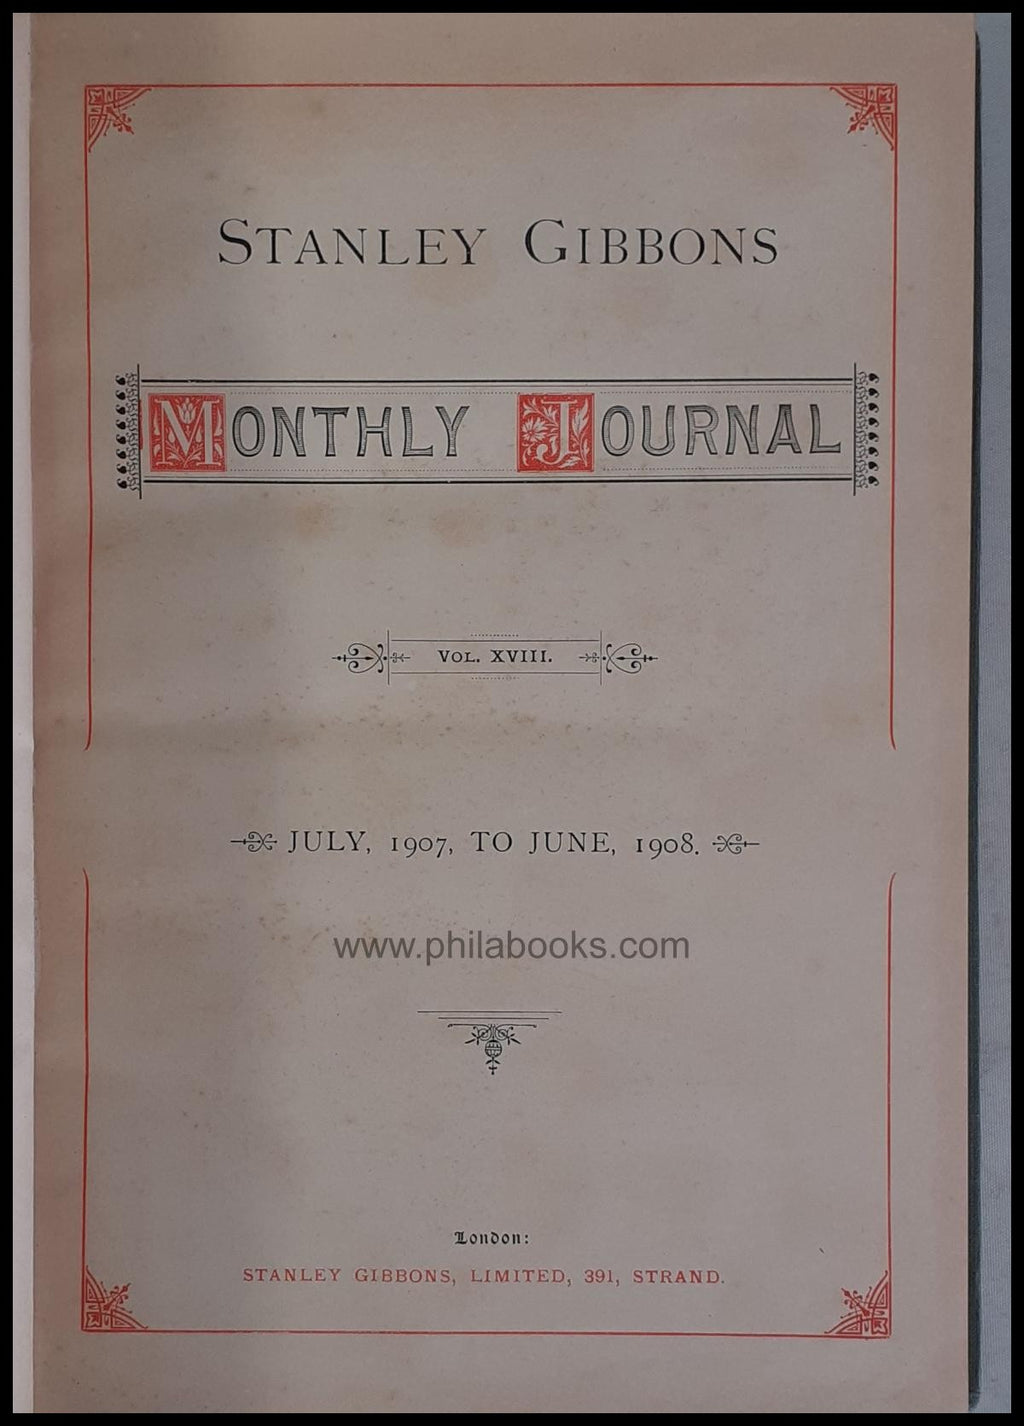 STANLEY GIBBONS
MONTHLY JOURNAL
VOL. XVIII.
JULY, 1907, TO JUNE, 1908.
www.philabooks.com
London:
STANLEY GIBBONS, LIMITED, 391, STRAND.